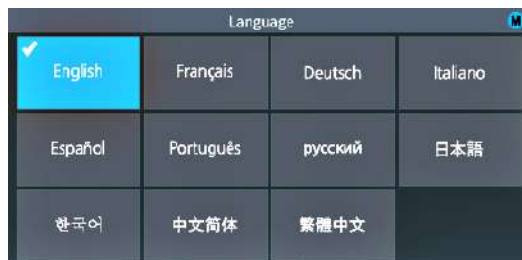 Language
English
Français
Deutsch
Italiano
Español
Português
русский
日本語
한국어
中文简体
繁體中文